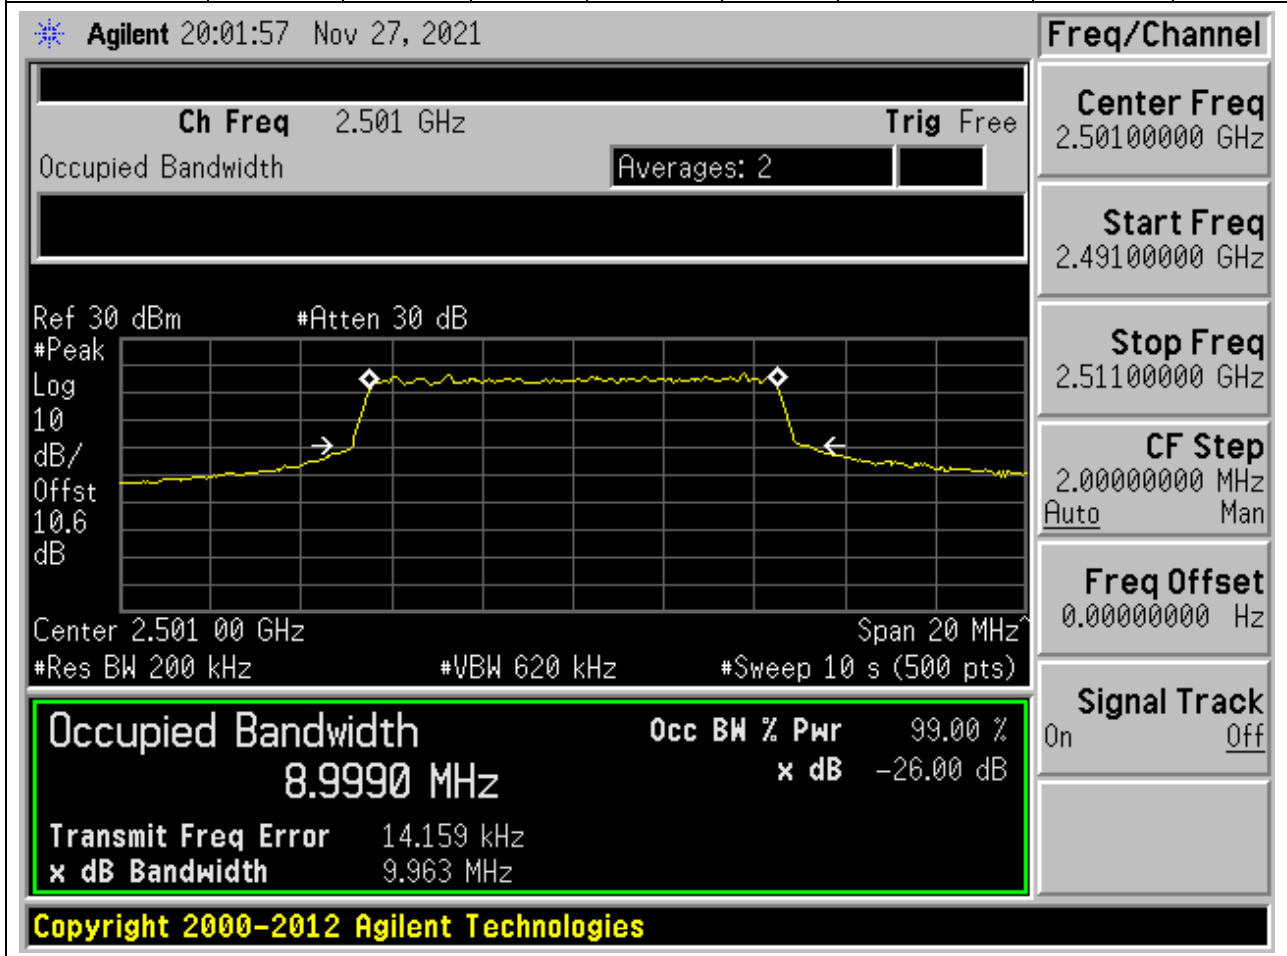 Agilent 20:01:57 Nov 27, 2021
Freq/Channel
Ch Freq 2.501 GHz Trig Free
Occupied Bandwidth Averages: 2
Center Freq
2.50100000 GHz
Start Freq
2.49100000 GHz
Stop Freq
2.51100000 GHz
CF Step
2.00000000 MHz
Auto Man
Freq Offset
0.00000000 Hz
Signal Track
On Off
Ref 30 dBm #Atten 30 dB
#Peak
Log
10
dB/
Offst
10.6
dB
Center 2.501 00 GHz Span 20 MHz^
#Res BW 200 kHz #VBW 620 kHz #Sweep 10 s (500 pts)
Occupied Bandwidth Occ BW % Pwr 99.00 %
8.9990 MHz x dB -26.00 dB
Transmit Freq Error 14.159 kHz
x dB Bandwidth 9.963 MHz
Copyright 2000-2012 Agilent Technologies